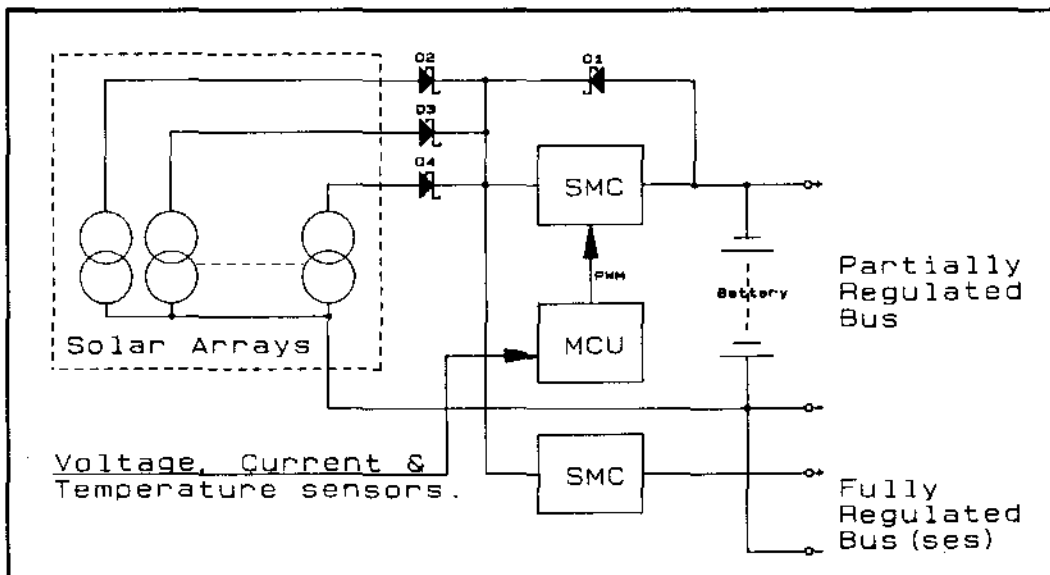 D2
D1
D3
D4
SMC
PWM
Battery
MCU
Partially
Regulated
Bus
Solar Arrays
Voltage, Current &
Temperature sensors.
SMC
Fully
Regulated
Bus(ses)